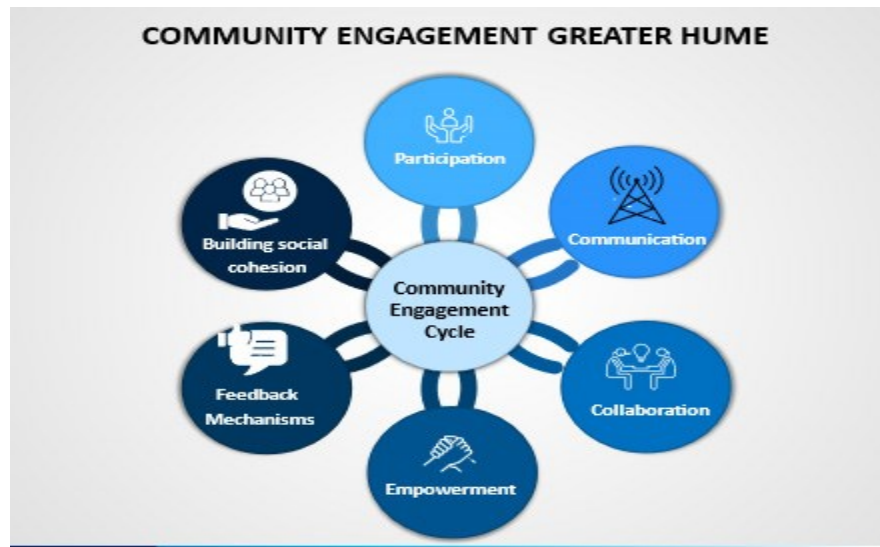 COMMUNITY ENGAGEMENT GREATER HUME
Participation
Communication
Collaboration
Empowerment
Feedback
Mechanisms
Building social
cohesion
Community
Engagement
Cycle